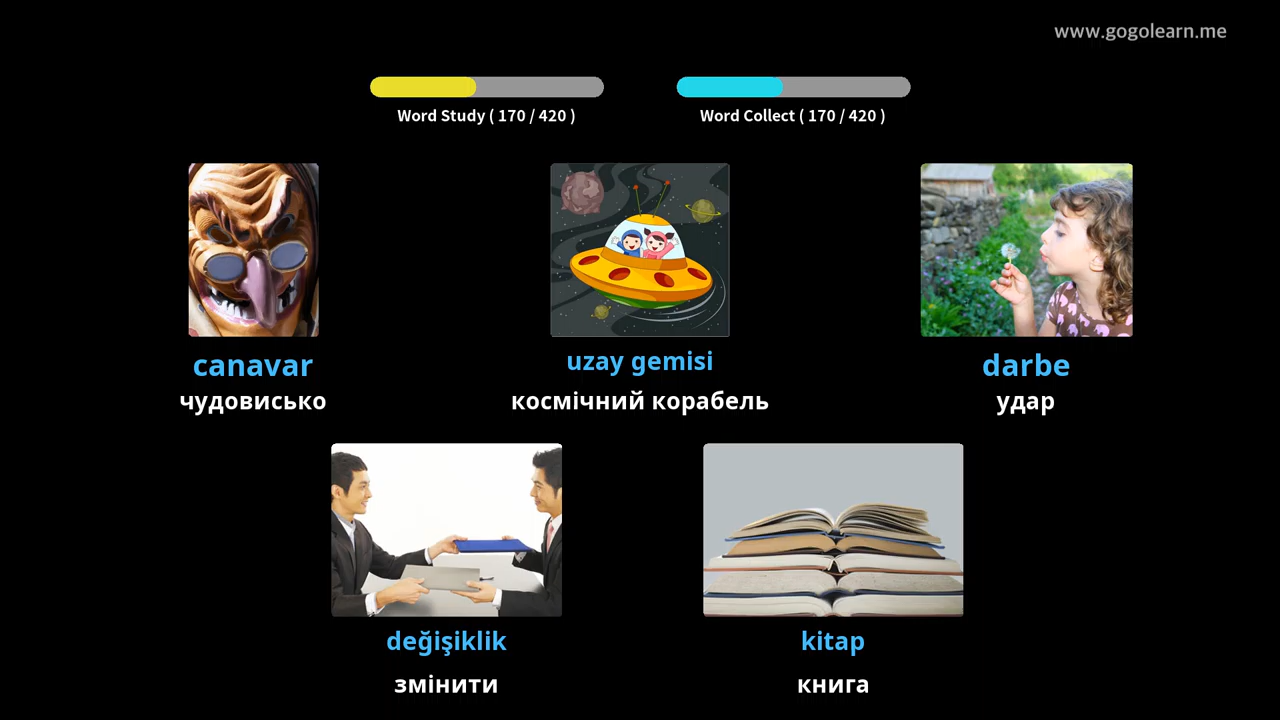 www.gogolearn.me
Word Study ( 170 / 420 )
Word Collect ( 170 / 420 )
canavar
чудовисько
uzay gemisi
космічний корабель
darbe
удар
değişiklik
змінити
kitap
книга